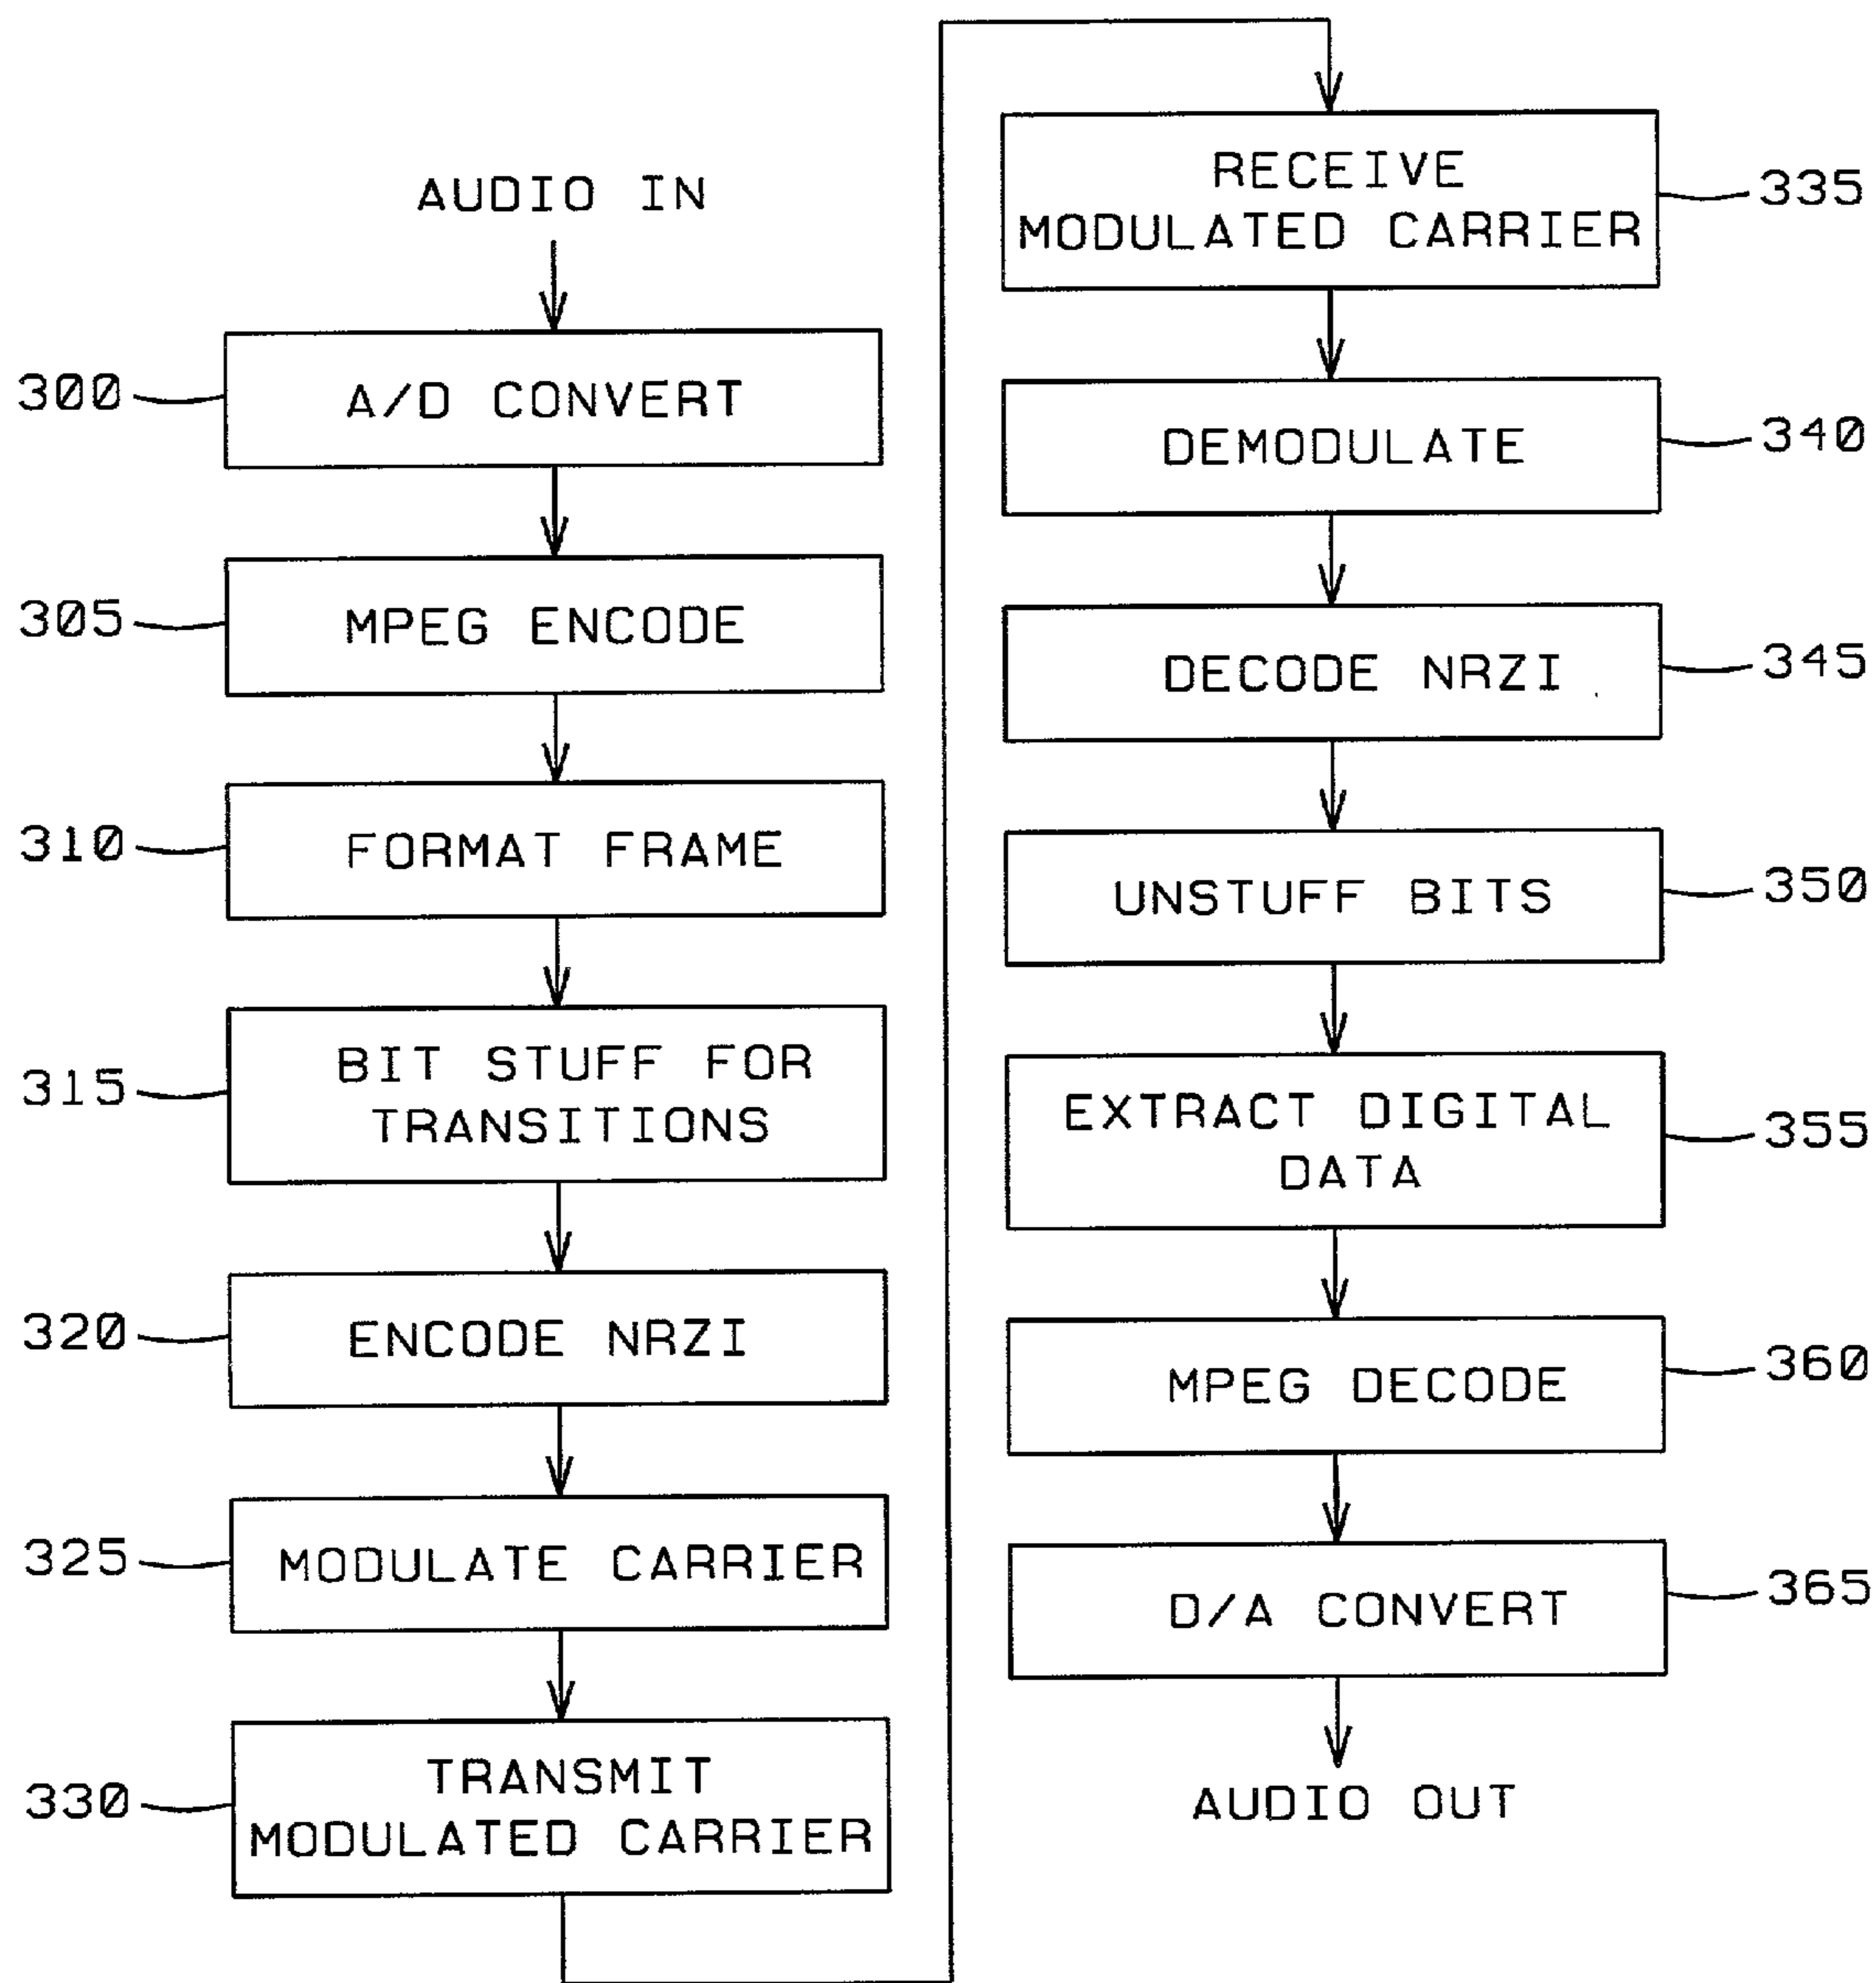 AUDIO IN
300
A/D CONVERT
305
MPEG ENCODE
310
FORMAT FRAME
315
BIT STUFF FOR
TRANSITIONS
320
ENCODE NRZI
325
MODULATE CARRIER
330
TRANSMIT
MODULATED CARRIER
RECEIVE
MODULATED CARRIER
335
DEMODULATE
340
DECODE NRZI
345
UNSTUFF BITS
350
EXTRACT DIGITAL
DATA
355
MPEG DECODE
360
D/A CONVERT
365
AUDIO OUT